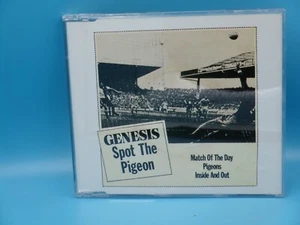 GENESIS
Spot The
Pigeon
Match Of The Day
Pigeons
Inside And Out